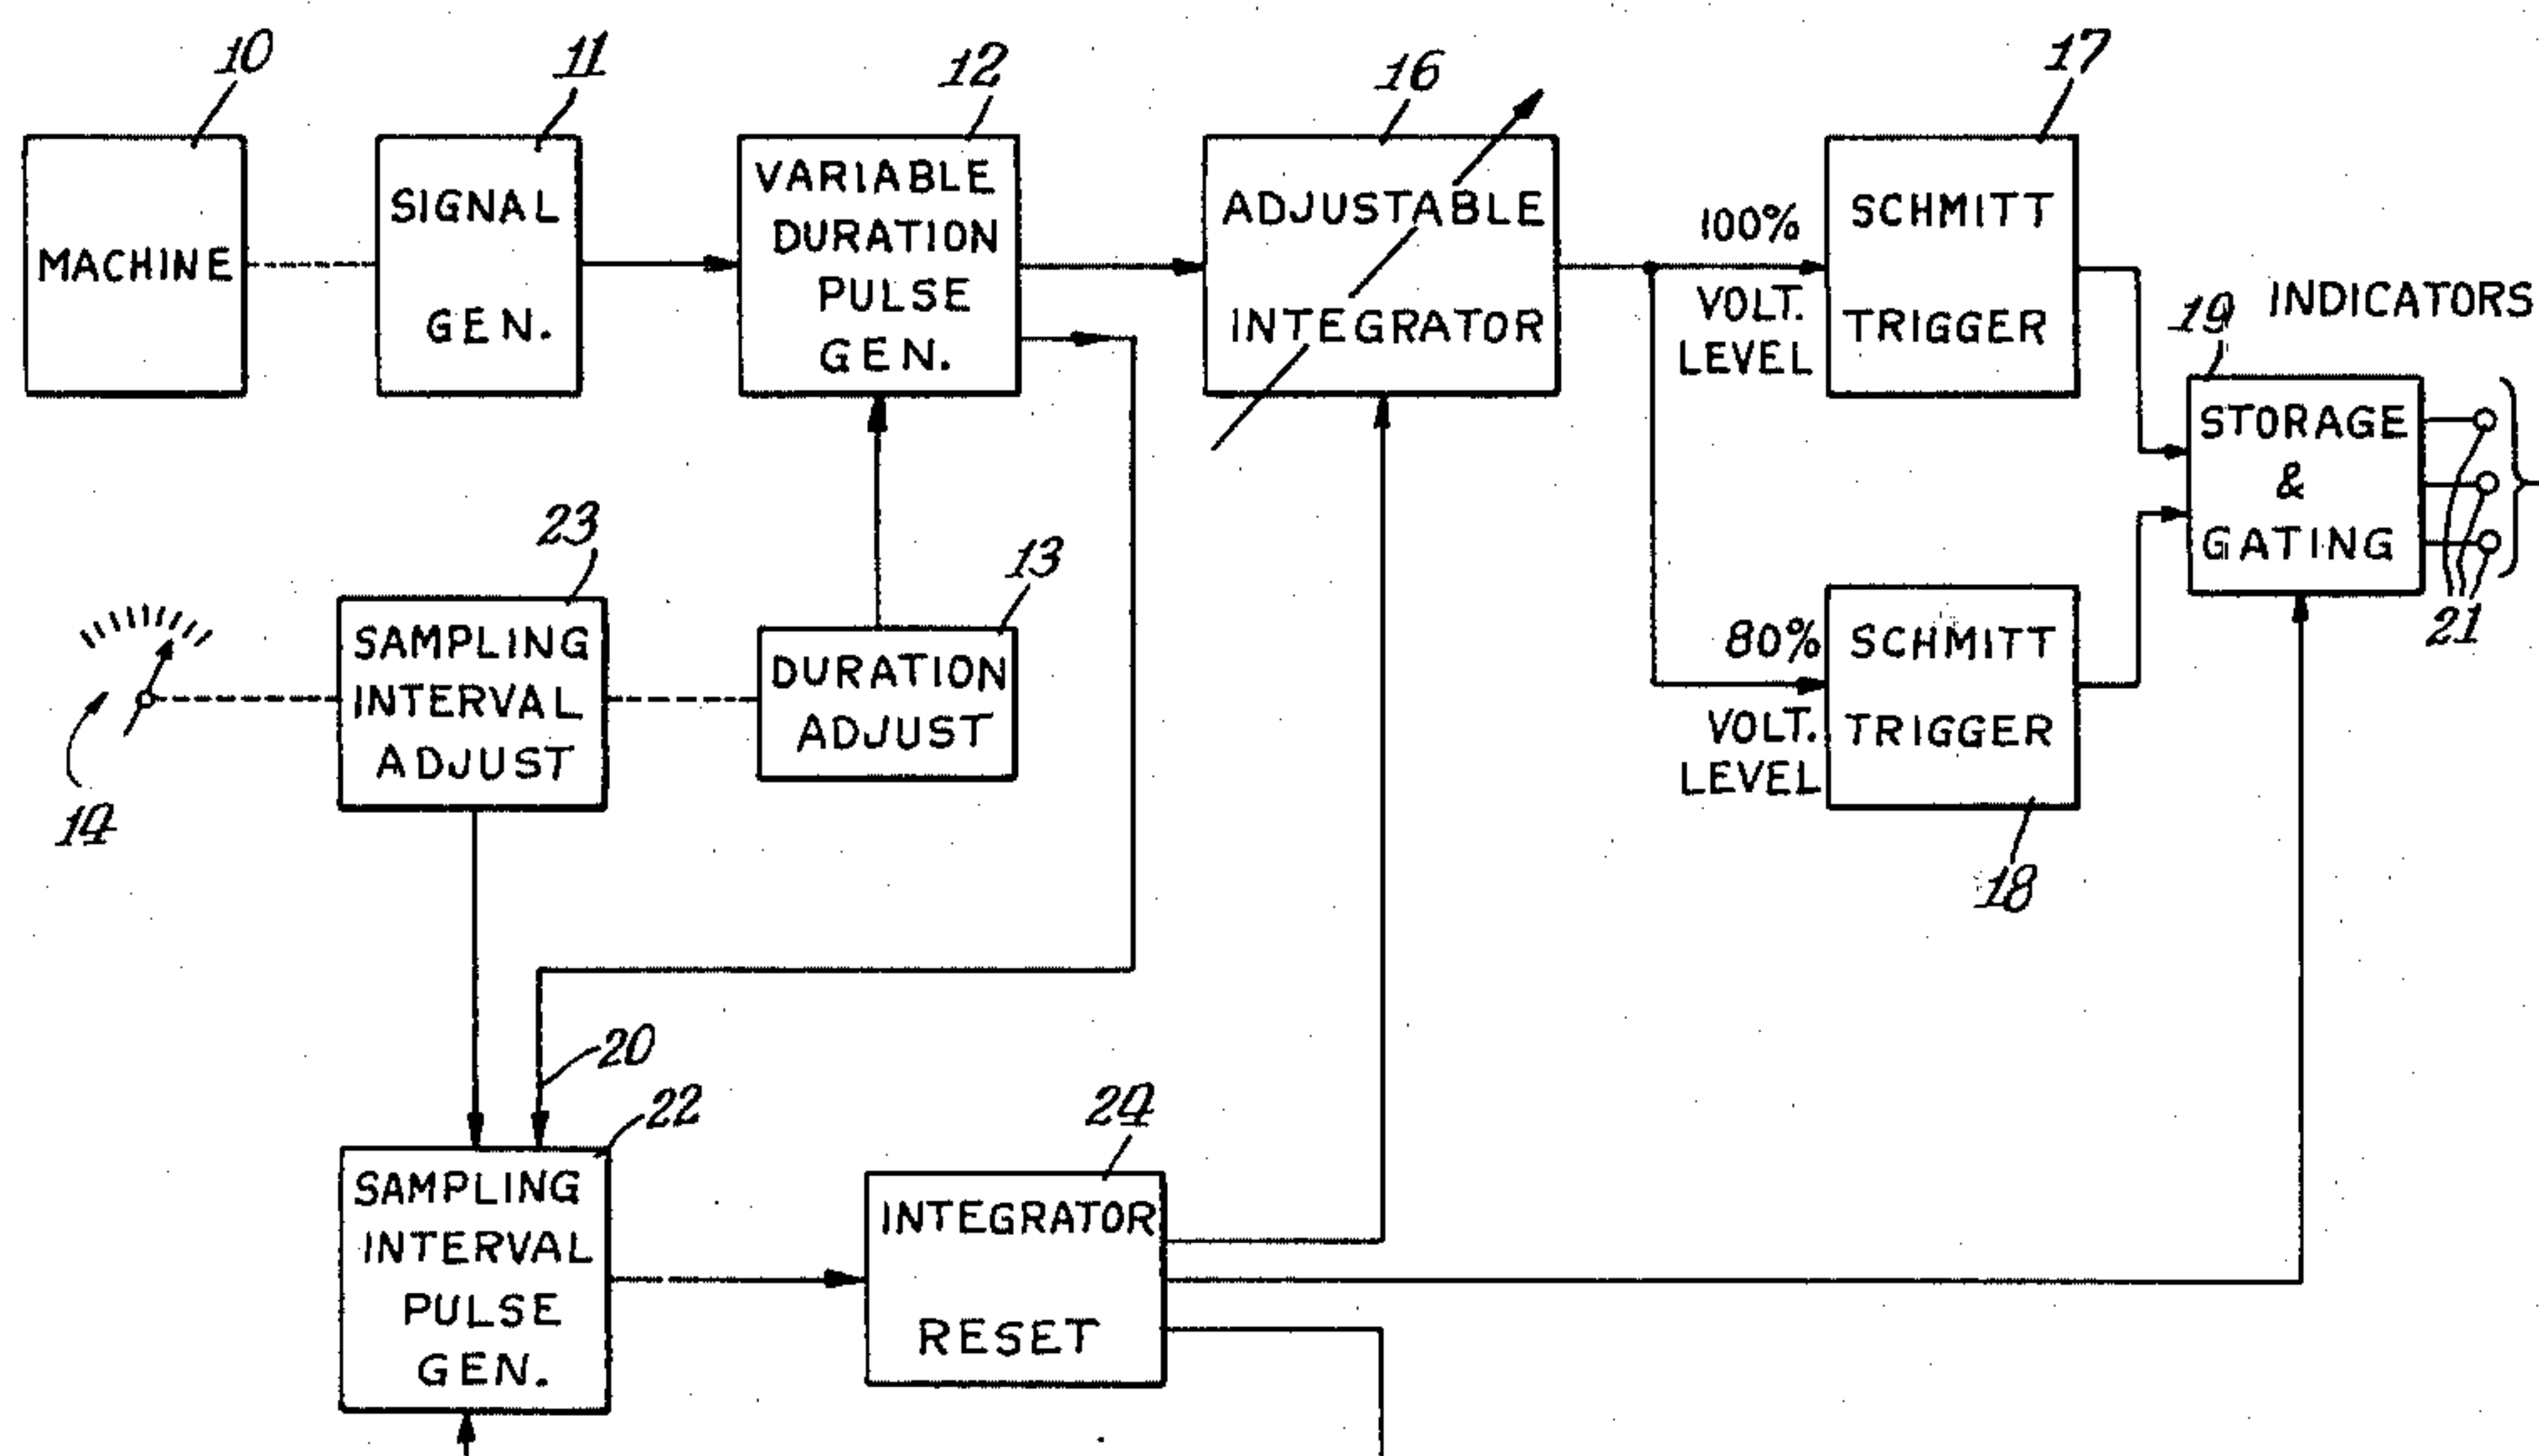 10
11
12
16
17
MACHINE
SIGNAL
GEN.
VARIABLE
DURATION
PULSE
GEN.
ADJUSTABLE
INTEGRATOR
100%
VOLT.
LEVEL
SCHMITT
TRIGGER
19
INDICATORS
STORAGE
&
GATING
21
23
SAMPLING
INTERVAL
ADJUST
14
13
DURATION
ADJUST
80%
VOLT.
LEVEL
SCHMITT
TRIGGER
18
20
22
SAMPLING
INTERVAL
PULSE
GEN.
24
INTEGRATOR
RESET